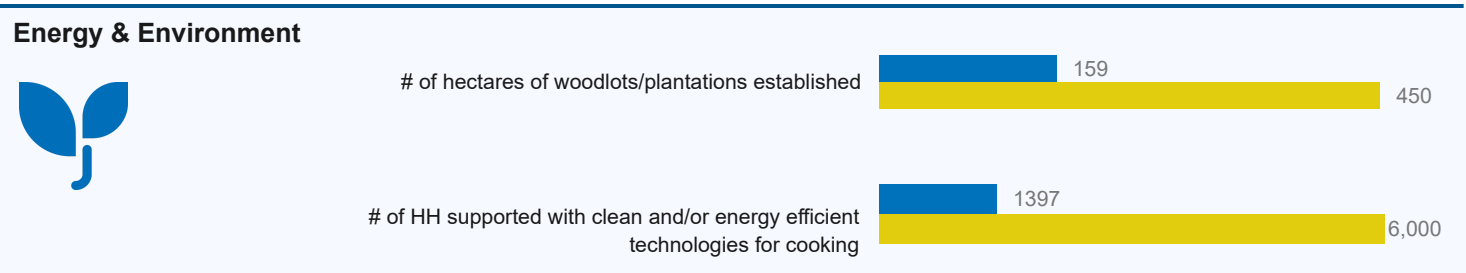 Energy & Environment
# of hectares of woodlots/plantations established
159
450
# of HH supported with clean and/or energy efficient
technologies for cooking
1397
6,000